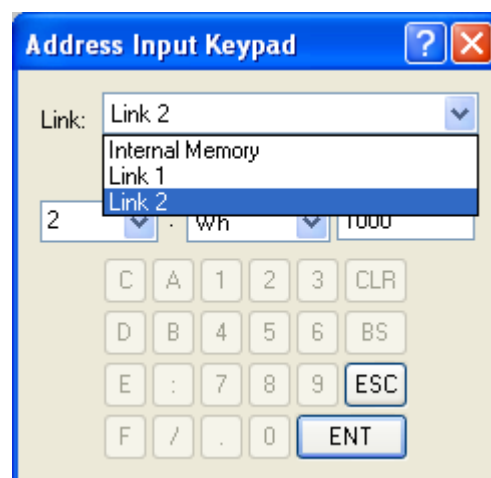 Address Input Keypad ?
Link: Link 2
Internal Memory
Link 1
Link 2
2 . Wh 1000
C A 1 2 3 CLR
D B 4 5 6 BS
E : 7 8 9 ESC
F / . 0 ENT